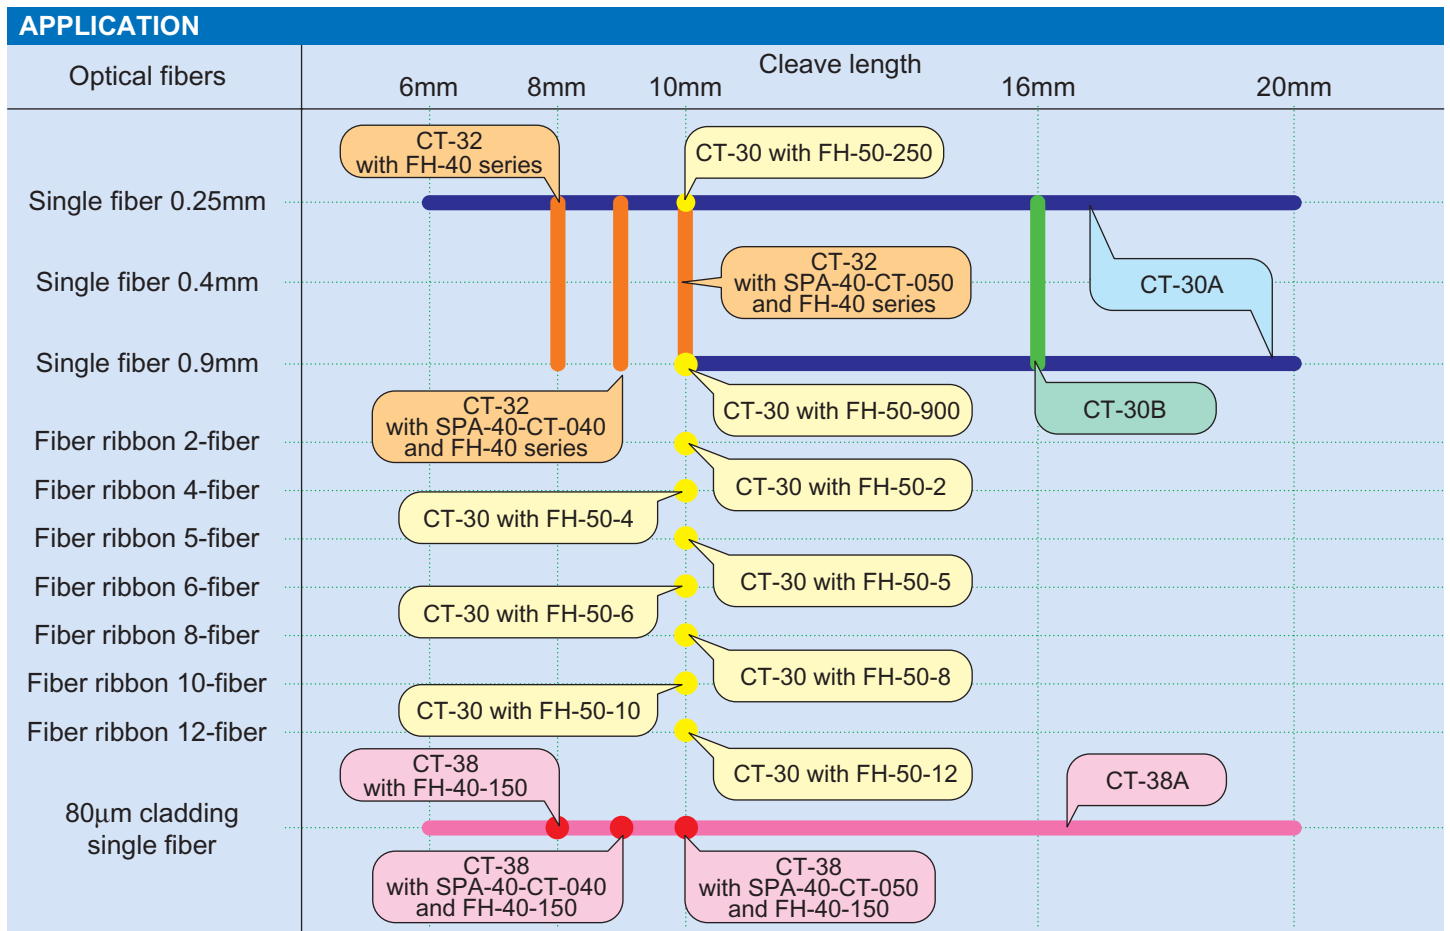 APPLICATION
Optical fibers
Cleave length
6mm
8mm
10mm
16mm
20mm
CT-32
with FH-40 series
CT-30 with FH-50-250
Single fiber 0.25mm
Single fiber 0.4mm
CT-32
with SPA-40-CT-050
and FH-40 series
CT-30A
Single fiber 0.9mm
CT-32
with SPA-40-CT-040
and FH-40 series
CT-30 with FH-50-900
CT-30B
Fiber ribbon 2-fiber
CT-30 with FH-50-2
Fiber ribbon 4-fiber
CT-30 with FH-50-4
Fiber ribbon 5-fiber
CT-30 with FH-50-5
Fiber ribbon 6-fiber
CT-30 with FH-50-6
Fiber ribbon 8-fiber
CT-30 with FH-50-8
Fiber ribbon 10-fiber
CT-30 with FH-50-10
Fiber ribbon 12-fiber
CT-30 with FH-50-12
CT-38
with FH-40-150
CT-38A
80μm cladding
single fiber
CT-38
with SPA-40-CT-040
and FH-40-150
CT-38
with SPA-40-CT-050
and FH-40-150